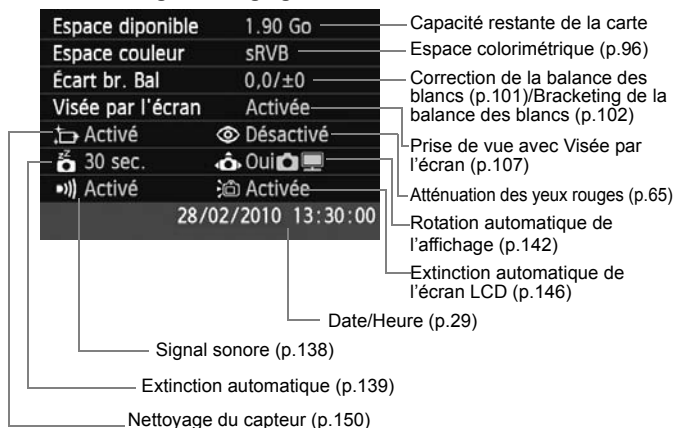 Espace diponible 1.90 Go
Espace couleur sRVB
Écart br. Bal 0,0/±0
Visée par l'écran Activée
Activé Désactivé
30 sec. Oui
Activé Activée
28/02/2010 13:30:00
Capacité restante de la carte
Espace colorimétrique (p.96)
Correction de la balance des
blancs (p.101)/Bracketing de la
balance des blancs (p.102)
Prise de vue avec Visée par
l'écran (p.107)
Atténuation des yeux rouges (p.65)
Rotation automatique de
l'affichage (p.142)
Extinction automatique de
l'écran LCD (p.146)
Date/Heure (p.29)
Signal sonore (p.138)
Extinction automatique (p.139)
Nettoyage du capteur (p.150)